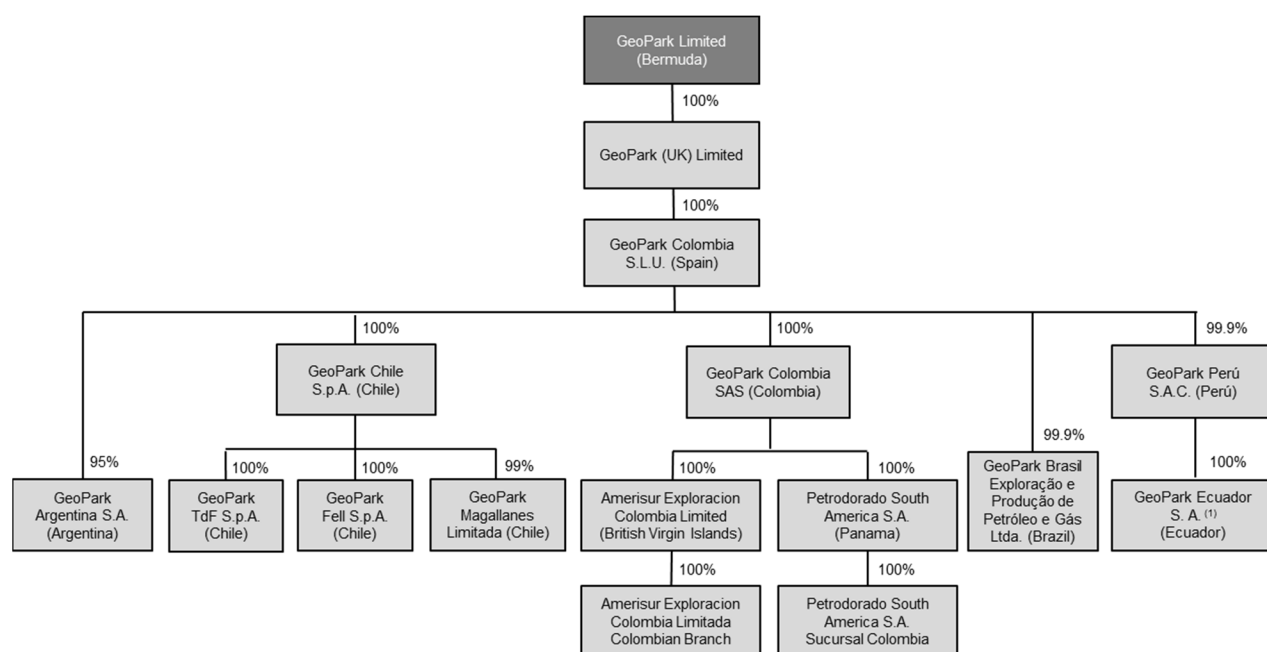 GeoPark Limited
(Bermuda)
100%
GeoPark (UK) Limited
100%
GeoPark Colombia
S.L.U. (Spain)
100%
100%
99.9%
GeoPark Chile
S.p.A. (Chile)
GeoPark Colombia
SAS (Colombia)
GeoPark Perú
S.A.C. (Perú)
95%
100%
100%
99%
100%
100%
99.9%
100%
GeoPark
Argentina S.A.
(Argentina)
GeoPark
TdF S.p.A.
(Chile)
GeoPark
Fell S.p.A.
(Chile)
GeoPark
Magallanes
Limitada (Chile)
Amerisur Exploracion
Colombia Limited
(British Virgin Islands)
Petrodorado South
America S.A.
(Panama)
GeoPark Brasil
Exploração e
Produção de
Petróleo e Gás
Ltda. (Brazil)
GeoPark Ecuador
S. A. (1)
(Ecuador)
100%
100%
Amerisur Exploracion
Colombia Limitada
Colombian Branch
Petrodorado South
America S.A.
Sucursal Colombia